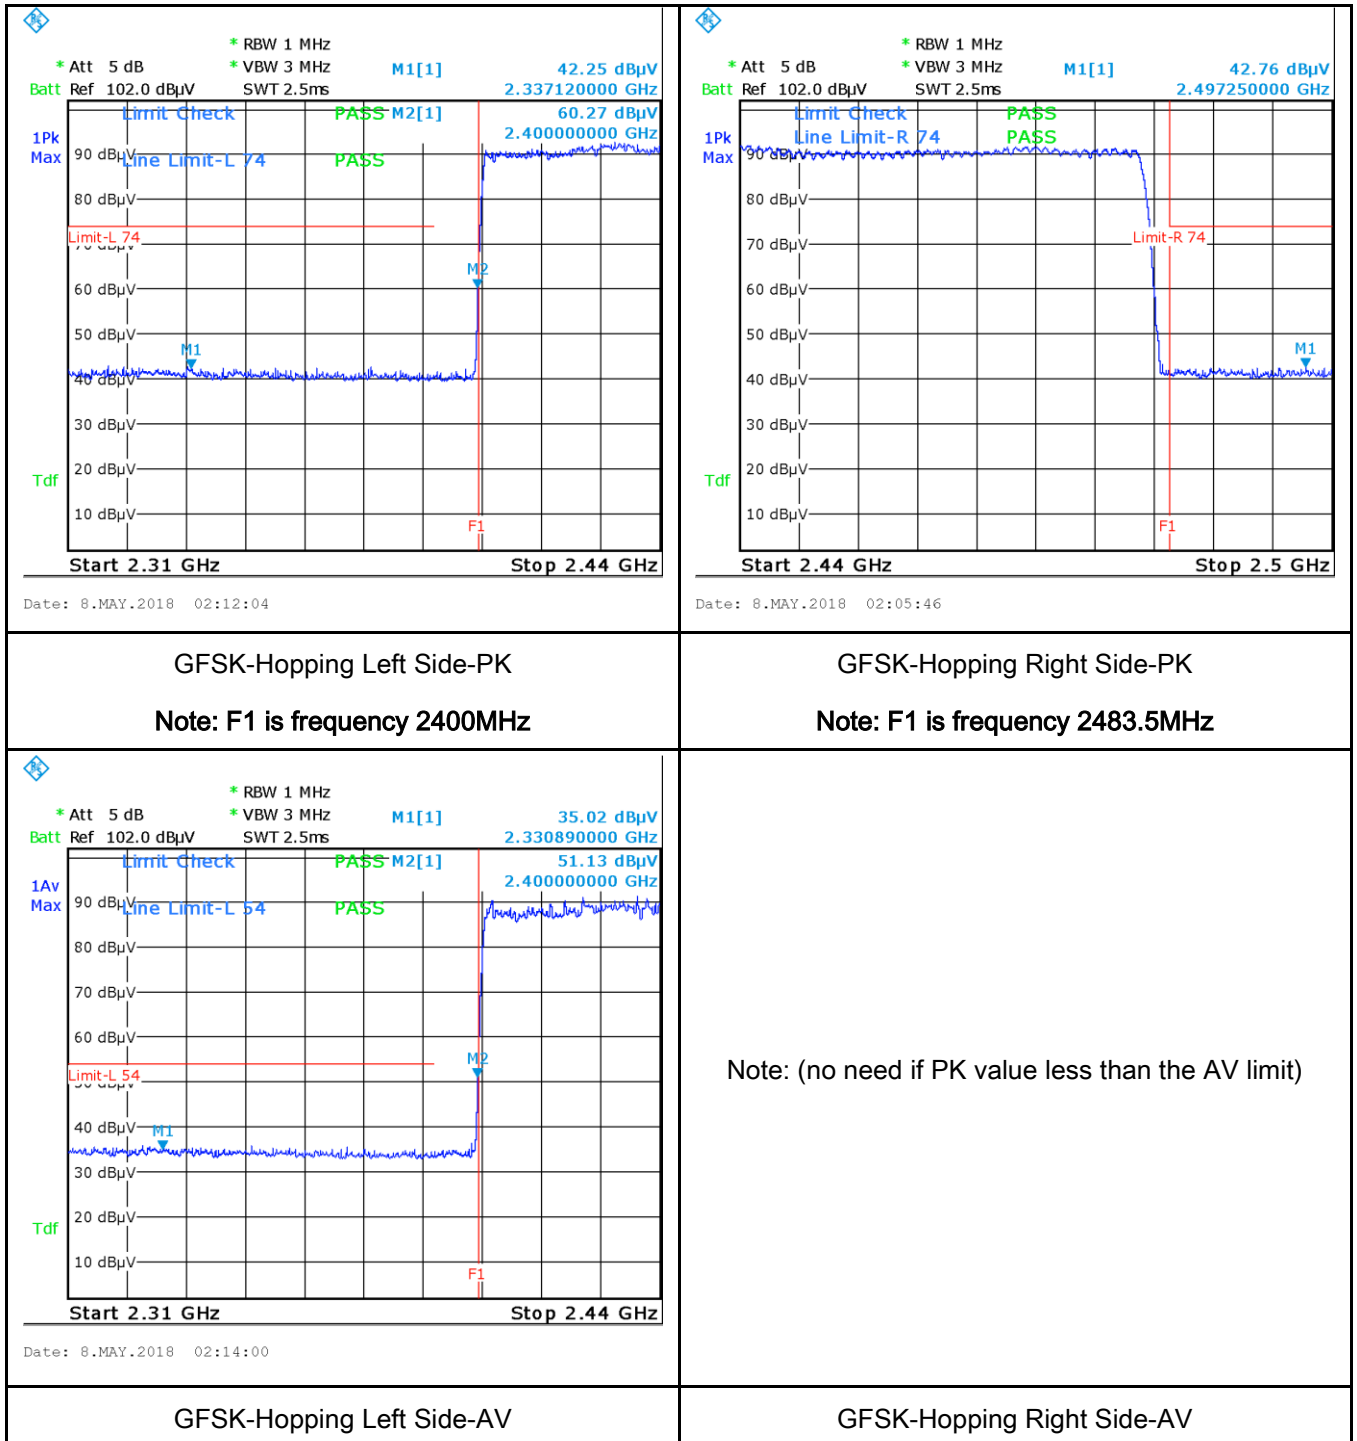 * RBW 1 MHz
* Att 5 dB * VBW 3 MHz M1[1] 42.25 dBµV
Batt Ref 102.0 dBµV SWT 2.5ms 2.337120000 GHz
Limit Check PASS M2[1] 60.27 dBµV
2.400000000 GHz
1Pk
Max
90 dBµV
Line Limit-L 74 PASS
80 dBµV
Limit-L 74
70 dBµV
M2
60 dBµV
50 dBµV
M1
40 dBµV
30 dBµV
20 dBµV
Tdf
10 dBµV
F1
Start 2.31 GHz Stop 2.44 GHz
Date: 8.MAY.2018 02:12:04
* RBW 1 MHz
* Att 5 dB * VBW 3 MHz M1[1] 42.76 dBµV
Batt Ref 102.0 dBµV SWT 2.5ms 2.497250000 GHz
Limit Check PASS
1Pk
Max
Line Limit-R 74 PASS
90 dBµV
80 dBµV
Limit-R 74
70 dBµV
60 dBµV
50 dBµV
M1
40 dBµV
30 dBµV
20 dBµV
Tdf
10 dBµV
F1
Start 2.44 GHz Stop 2.5 GHz
Date: 8.MAY.2018 02:05:46
GFSK-Hopping Left Side-PK
Note: F1 is frequency 2400MHz
GFSK-Hopping Right Side-PK
Note: F1 is frequency 2483.5MHz
* RBW 1 MHz
* Att 5 dB * VBW 3 MHz M1[1] 35.02 dBµV
Batt Ref 102.0 dBµV SWT 2.5ms 2.330890000 GHz
Limit Check PASS M2[1] 51.13 dBµV
2.400000000 GHz
1Av
Max
90 dBµV
Line Limit-L 54 PASS
80 dBµV
70 dBµV
60 dBµV
M2
Limit-L 54
50 dBµV
40 dBµV
M1
30 dBµV
20 dBµV
Tdf
10 dBµV
F1
Start 2.31 GHz Stop 2.44 GHz
Date: 8.MAY.2018 02:14:00
Note: (no need if PK value less than the AV limit)
GFSK-Hopping Left Side-AV
GFSK-Hopping Right Side-AV